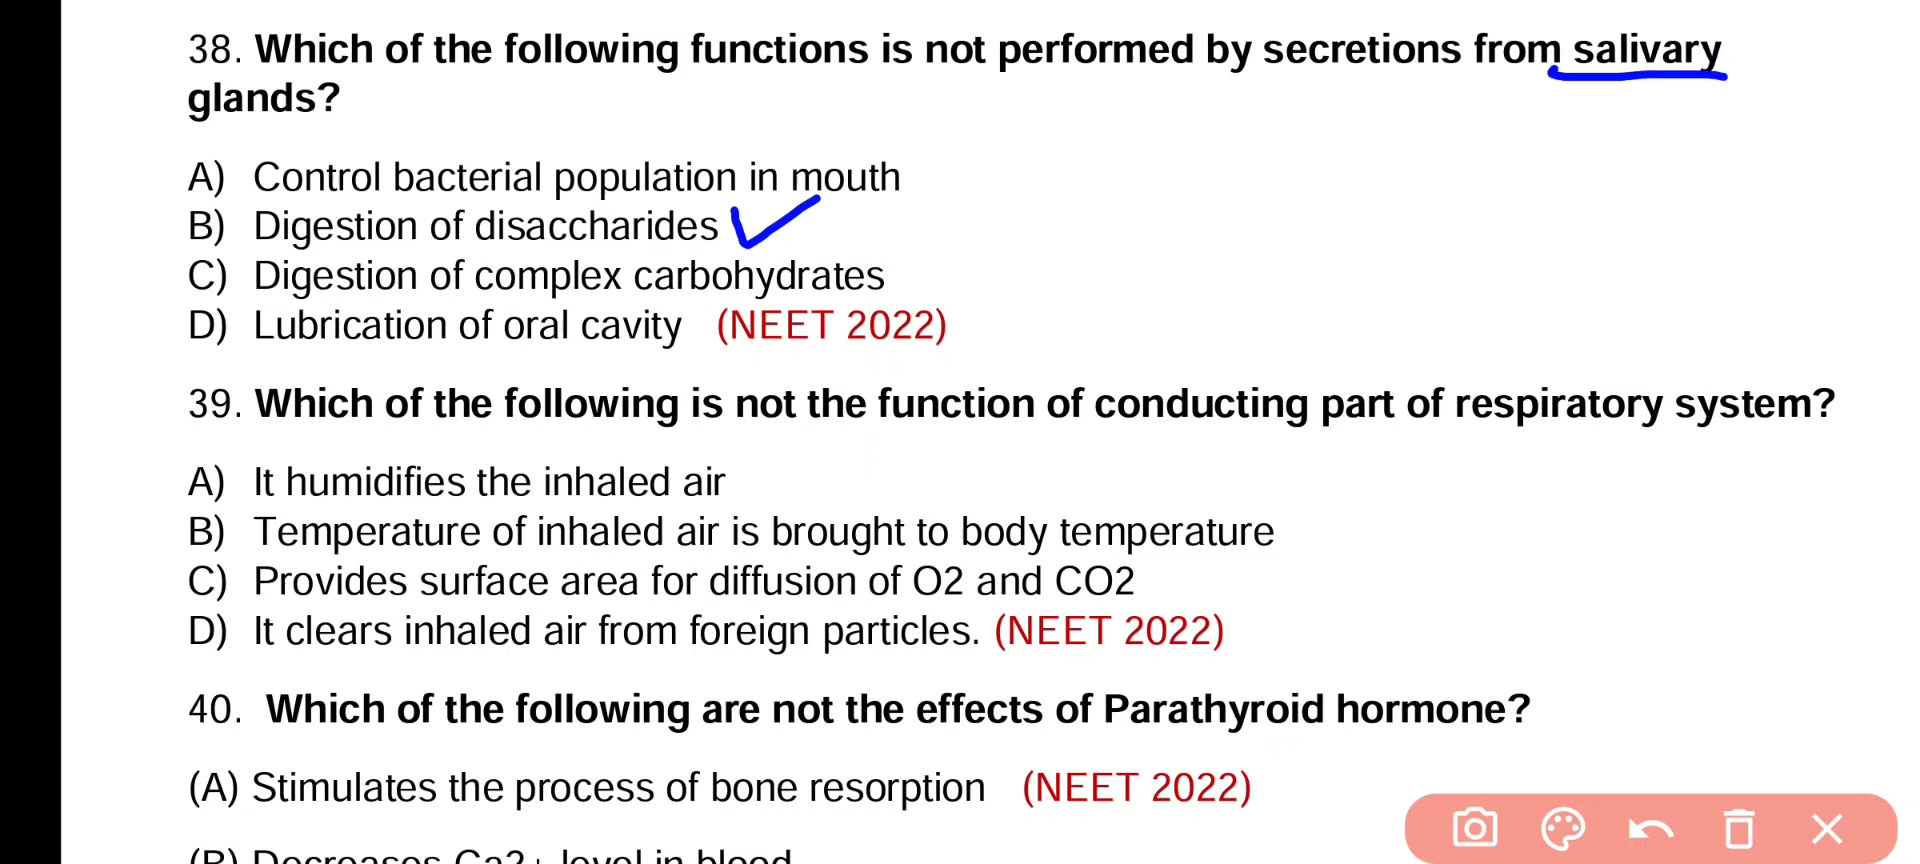 38. Which of the following functions is not performed by secretions from salivary
glands?
A) Control bacterial population in mouth
B) Digestion of disaccharides
C) Digestion of complex carbohydrates
D) Lubrication of oral cavity (NEET 2022)
39. Which of the following is not the function of conducting part of respiratory system?
A) It humidifies the inhaled air
B) Temperature of inhaled air is brought to body temperature
C) Provides surface area for diffusion of O2 and CO2
D) It clears inhaled air from foreign particles. (NEET 2022)
40. Which of the following are not the effects of Parathyroid hormone?
(A) Stimulates the process of bone resorption (NEET 2022)
(B) Decreases Ca2+ level in blood